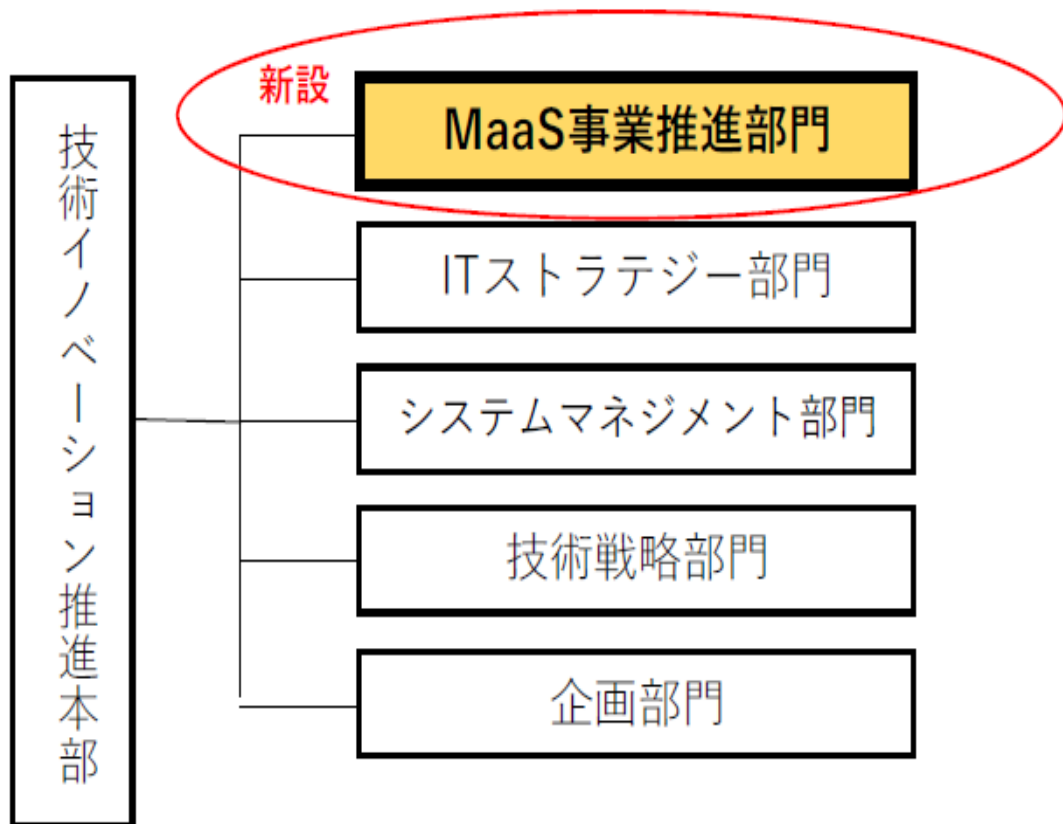 技術イノベーション推進本部
新設
MaaS事業推進部門
ITストラテジー部門
システムマネジメント部門
技術戦略部門
企画部門